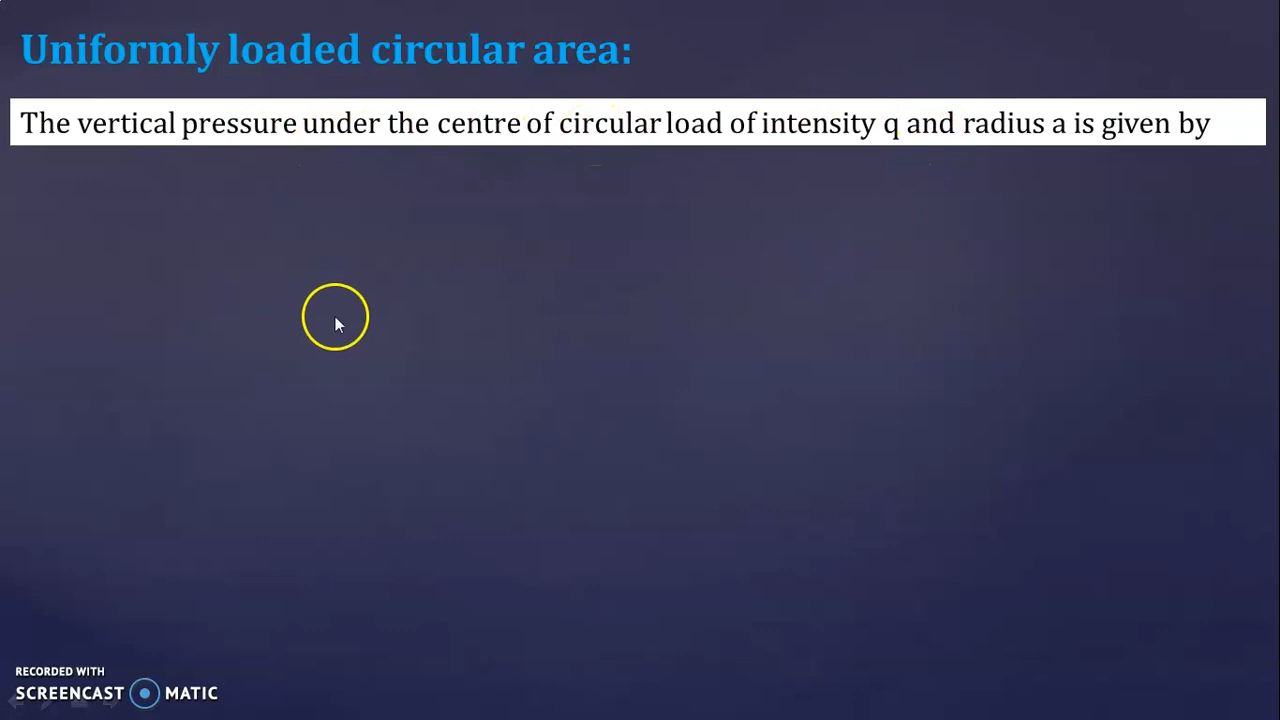 Uniformly loaded circular area:
The vertical pressure under the centre of circular load of intensity q and radius a is given by
RECORDED WITH
SCREENCAST MATIC